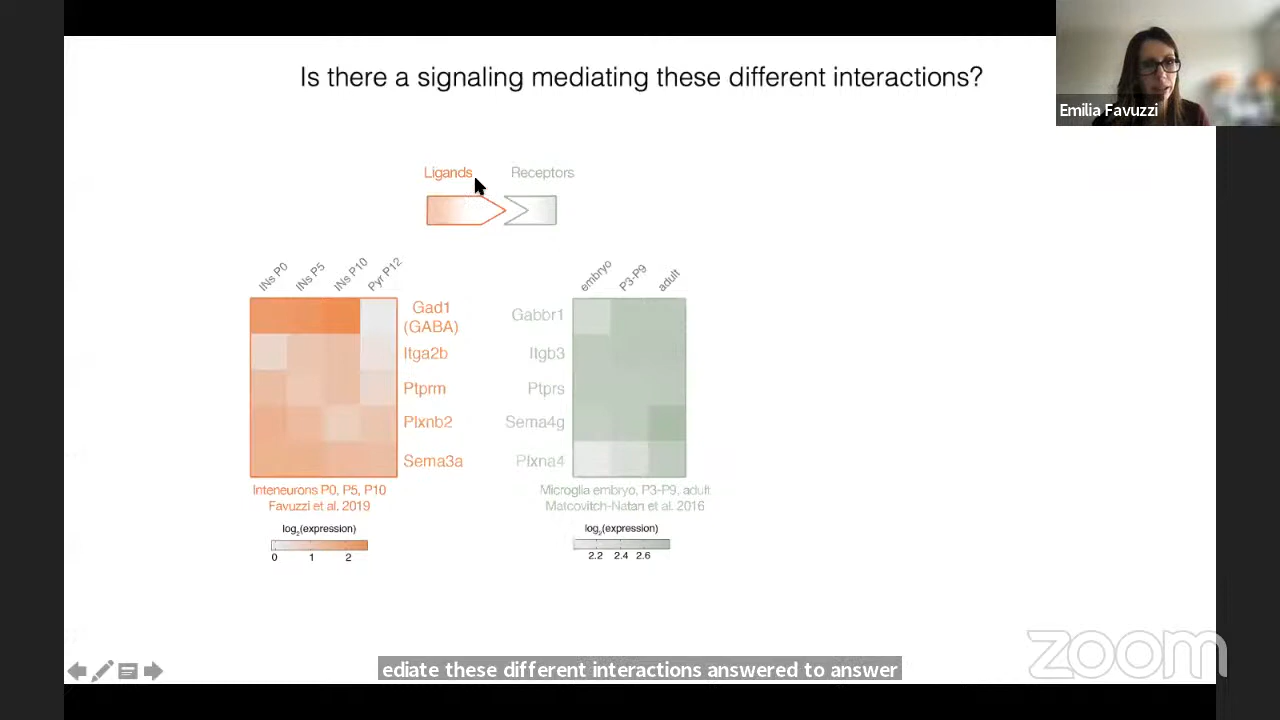 Is there a signaling mediating these different interactions?
Emilia Favuzzi
Ligands
Receptors
INs P0
INs P5
INs P10
Pyr P12
embryo
P3-P9
adult
Gad1
(GABA)
Gabbr1
Itga2b
Itgb3
Ptprm
Ptprs
Plxnb2
Sema4g
Sema3a
Plxna4
Inteneurons P0, P5, P10
Favuzzi et al. 2019
Microglia embryo, P3-P9. adult
Matcovitch-Natan et al. 2016
log2(expression)
0 1 2
log2(expression)
2.2 2.4 2.6
zoom
ediate these different interactions answered to answer